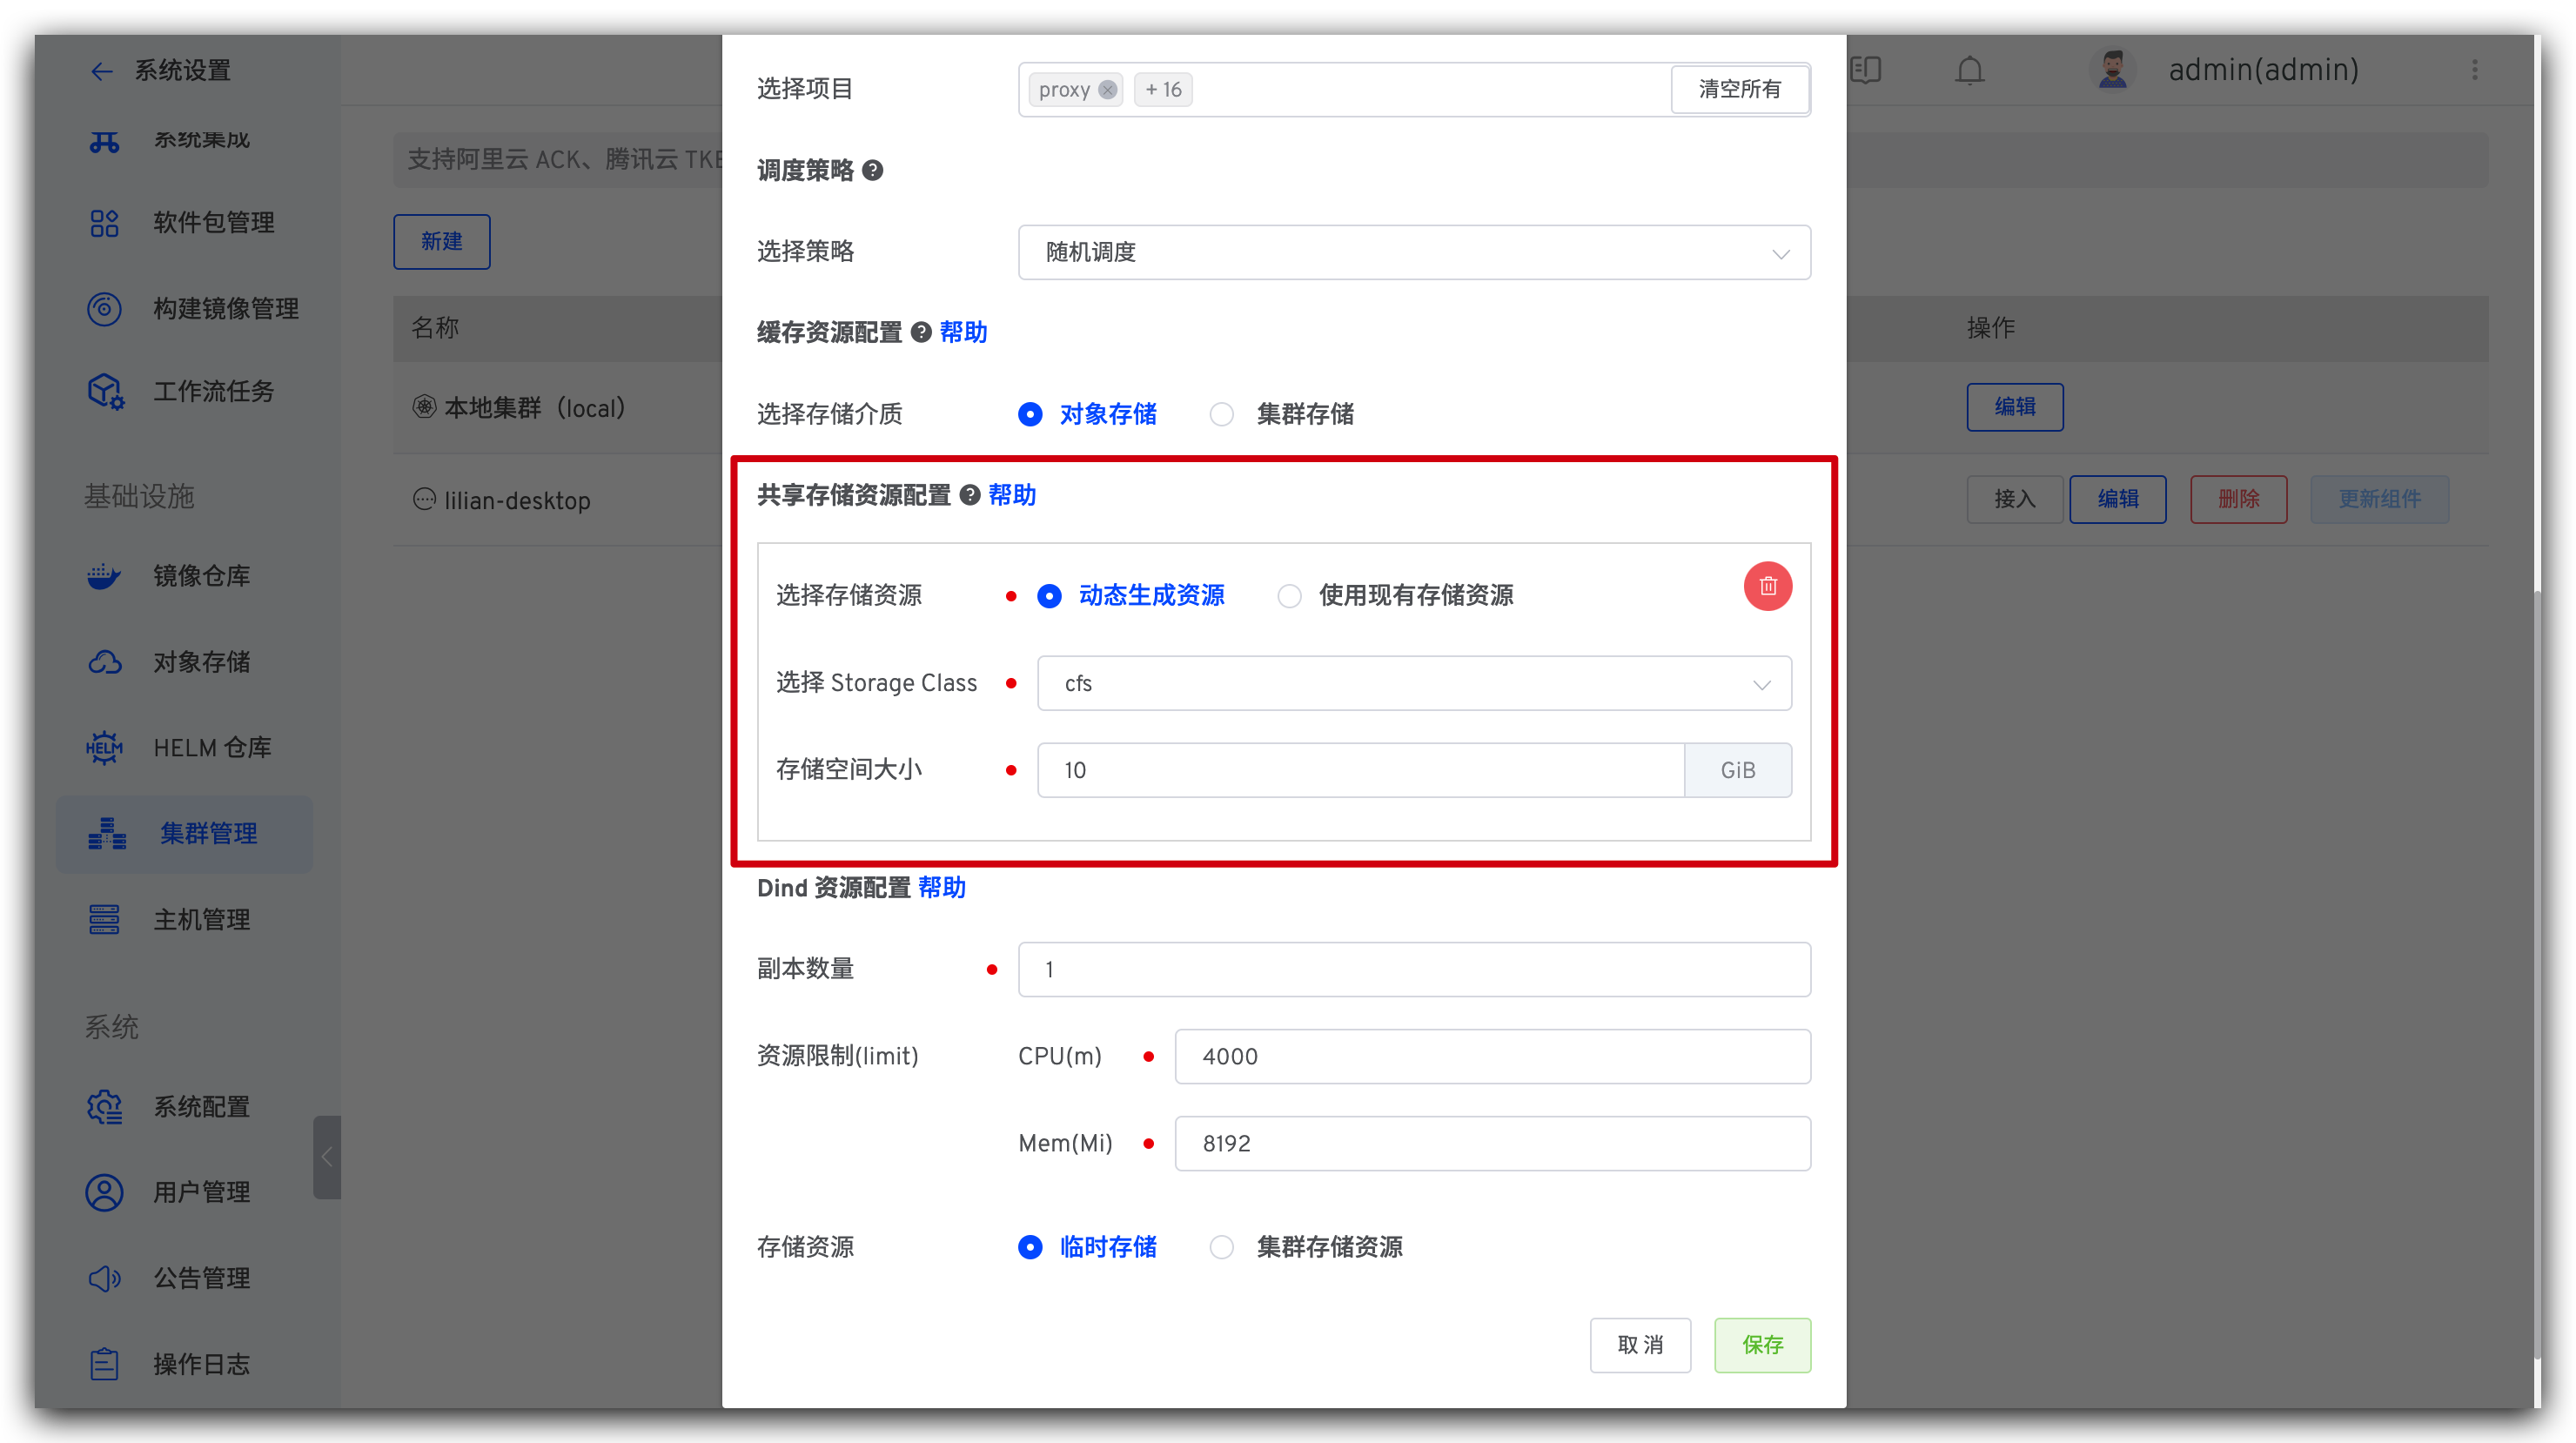 系统设置
系统集成
软件包管理
构建镜像管理
工作流任务
基础设施
镜像仓库
对象存储
HELM 仓库
集群管理
主机管理
系统
系统配置
用户管理
公告管理
操作日志
admin(admin)
支持阿里云 ACK、腾讯云 TKE
新建
名称
操作
本地集群（local）
编辑
lilian-desktop
接入
编辑
删除
更新组件
选择项目
proxy
+ 16
清空所有
调度策略
选择策略
随机调度
缓存资源配置 帮助
选择存储介质
对象存储
集群存储
共享存储资源配置 帮助
选择存储资源
动态生成资源
使用现有存储资源
选择 Storage Class
cfs
存储空间大小
10
GiB
Dind 资源配置 帮助
副本数量
1
资源限制(limit)
CPU(m)
4000
Mem(Mi)
8192
存储资源
临时存储
集群存储资源
取消
保存